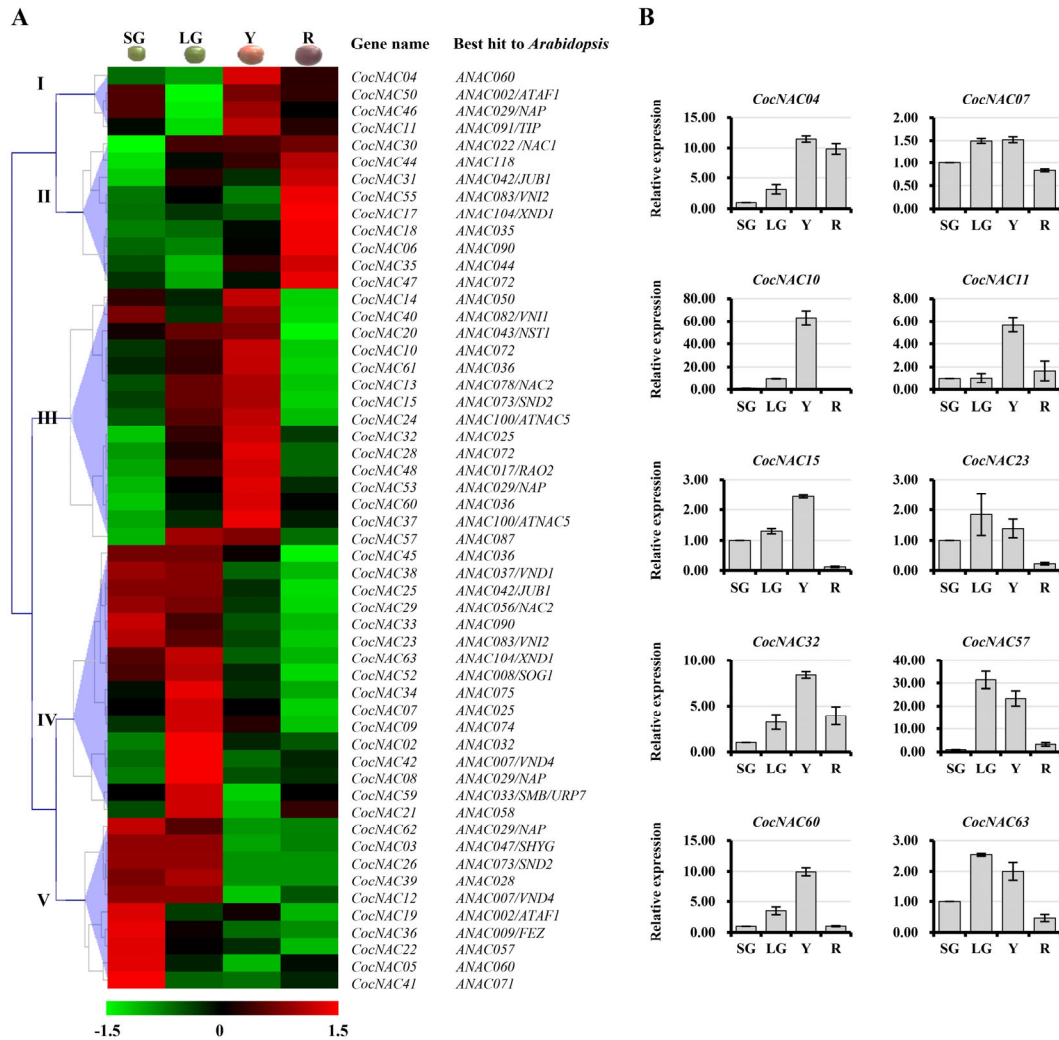 A
SG LG Y R Gene name Best hit to Arabidopsis
I
II
III
IV
V
CocNAC04 ANAC060
CocNAC50 ANAC002/ATAF1
CocNAC46 ANAC029/NAP
CocNAC11 ANAC091/TIP
CocNAC30 ANAC022 /NAC1
CocNAC44 ANAC118
CocNAC31 ANAC042/JUB1
CocNAC55 ANAC083/VNI2
CocNAC17 ANAC104/XND1
CocNAC18 ANAC035
CocNAC06 ANAC090
CocNAC35 ANAC044
CocNAC47 ANAC072
CocNAC14 ANAC050
CocNAC40 ANAC082/VNI1
CocNAC20 ANAC043/NST1
CocNAC10 ANAC072
CocNAC61 ANAC036
CocNAC13 ANAC078/NAC2
CocNAC15 ANAC073/SND2
CocNAC24 ANAC100/ATNAC5
CocNAC32 ANAC025
CocNAC28 ANAC072
CocNAC48 ANAC017/RAO2
CocNAC53 ANAC029/NAP
CocNAC60 ANAC036
CocNAC37 ANAC100/ATNAC5
CocNAC57 ANAC087
CocNAC45 ANAC036
CocNAC38 ANAC037/VND1
CocNAC25 ANAC042/JUB1
CocNAC29 ANAC056/NAC2
CocNAC33 ANAC090
CocNAC23 ANAC083/VNI2
CocNAC63 ANAC104/XND1
CocNAC52 ANAC008/SOG1
CocNAC34 ANAC075
CocNAC07 ANAC025
CocNAC09 ANAC074
CocNAC02 ANAC032
CocNAC42 ANAC007/VND4
CocNAC08 ANAC029/NAP
CocNAC59 ANAC033/SMB/URP7
CocNAC21 ANAC058
CocNAC62 ANAC029/NAP
CocNAC03 ANAC047/SHYG
CocNAC26 ANAC073/SND2
CocNAC39 ANAC028
CocNAC12 ANAC007/VND4
CocNAC19 ANAC002/ATAF1
CocNAC36 ANAC009/FEZ
CocNAC22 ANAC057
CocNAC05 ANAC060
CocNAC41 ANAC071
-1.5 0 1.5
B
CocNAC04
Relative expression
15.00
10.00
5.00
0.00
SG LG Y R
CocNAC07
2.00
1.50
1.00
0.50
0.00
SG LG Y R
CocNAC10
Relative expression
80.00
60.00
40.00
20.00
0.00
SG LG Y R
CocNAC11
8.00
6.00
4.00
2.00
0.00
SG LG Y R
CocNAC15
Relative expression
3.00
2.00
1.00
0.00
SG LG Y R
CocNAC23
3.00
2.00
1.00
0.00
SG LG Y R
CocNAC32
Relative expression
10.00
5.00
0.00
SG LG Y R
CocNAC57
40.00
30.00
20.00
10.00
0.00
SG LG Y R
CocNAC60
Relative expression
15.00
10.00
5.00
0.00
SG LG Y R
CocNAC63
3.00
2.00
1.00
0.00
SG LG Y R